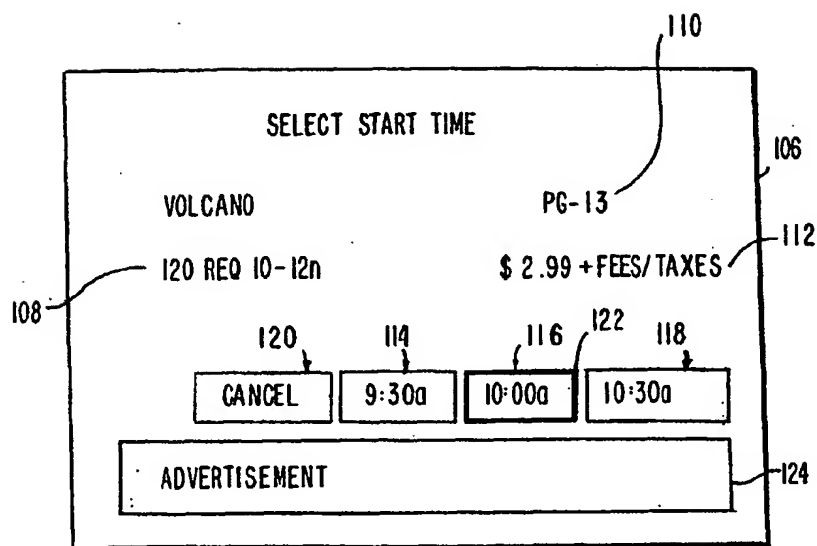 110
SELECT START TIME
106
VOLCANO PG-13
112
120 REQ 10-12n $ 2.99 + FEES/TAXES
108
120 114 116 122 118
CANCEL 9:30a 10:00a 10:30a
ADVERTISEMENT
124